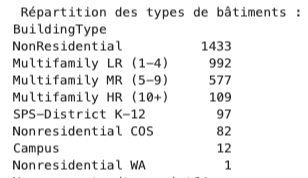 Répartition des types de bâtiments :
BuildingType
NonResidential 1433
Multifamily LR (1-4) 992
Multifamily MR (5-9) 577
Multifamily HR (10+) 109
SPS-District K-12 97
Nonresidential COS 82
Campus 12
Nonresidential WA 1